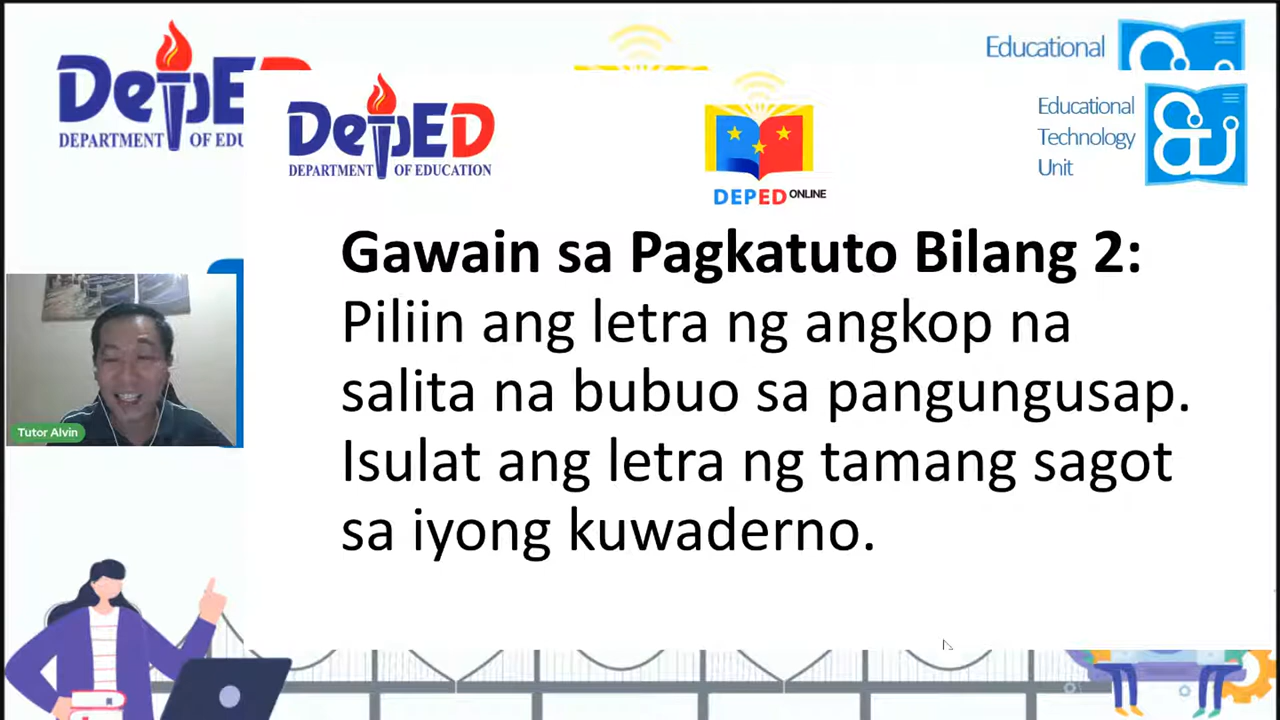 DepED
DEPARTMENT OF EDU
Educational
DepED
DEPARTMENT OF EDUCATION
DEPED ONLINE
Educational
Technology
Unit
Gawain sa Pagkatuto Bilang 2:
Piliin ang letra ng angkop na
salita na bubuo sa pangungusap.
Isulat ang letra ng tamang sagot
sa iyong kuwaderno.
Tutor Alvin